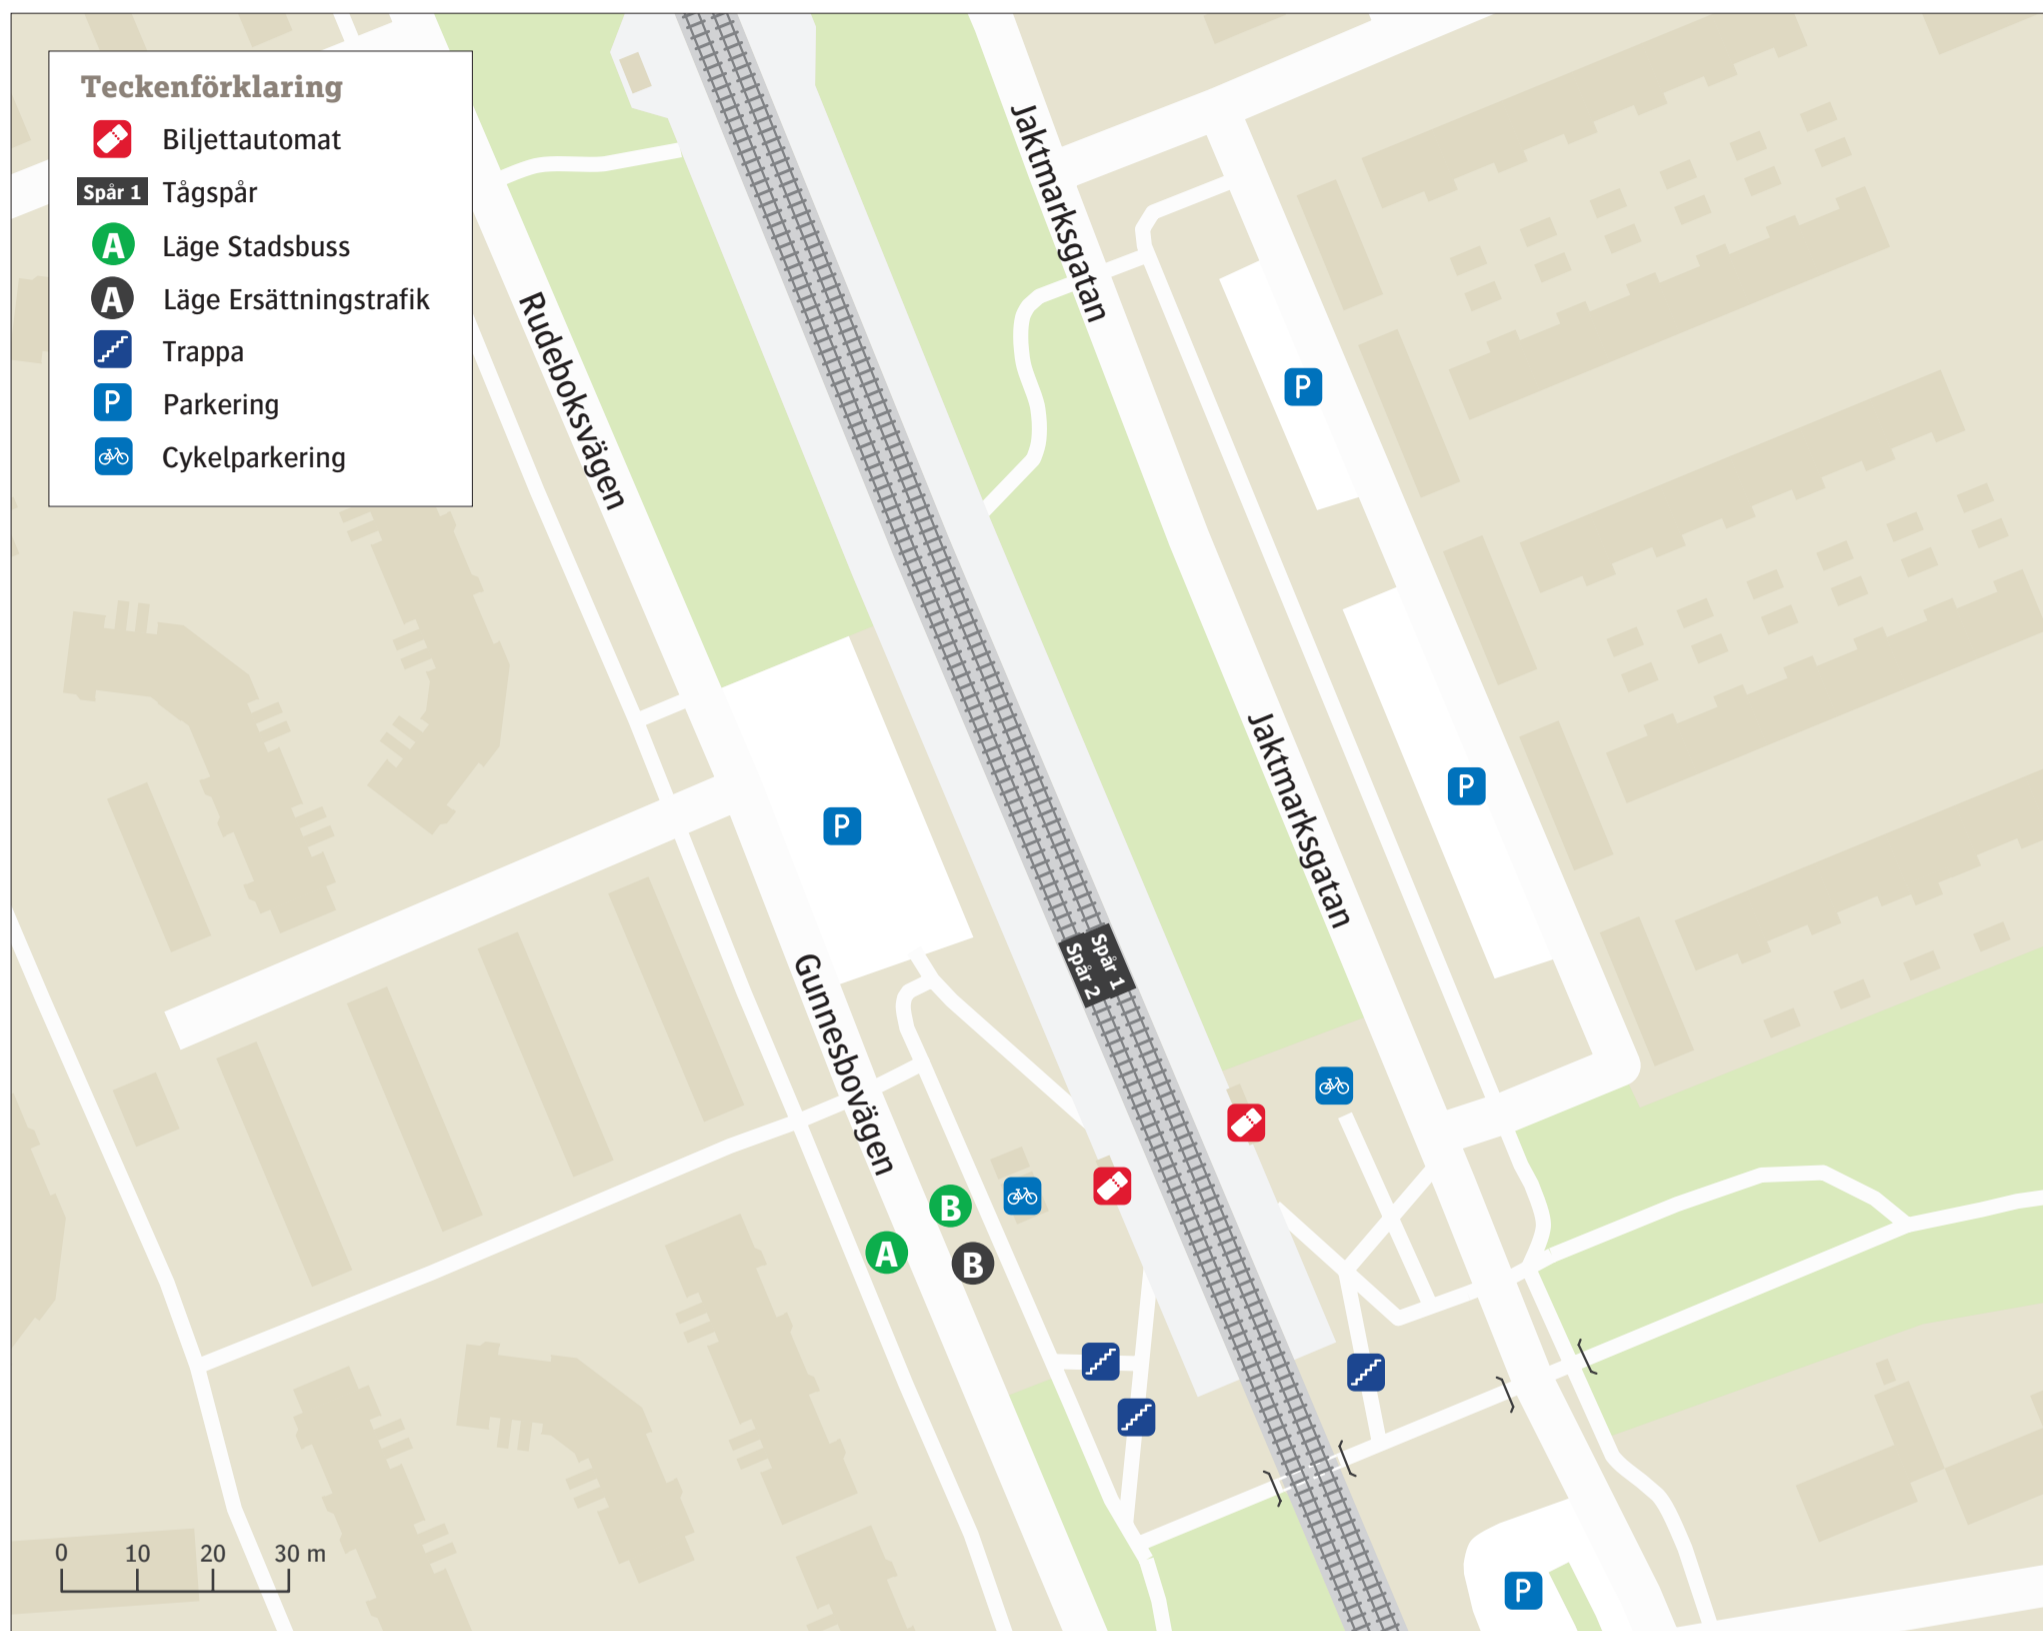 Teckenförklaring
Biljettautomat
Spår 1 Tågspår
A Läge Stadsbuss
A Läge Ersättningstrafik
Trappa
P Parkering
Cykelparkering
Jaktmarksgatan
Rudeboksvägen
P
Jaktmarksgatan
P
P
Spår 1
Spår 2
Gunnesbovägen
B
A
B
P
0 10 20 30 m